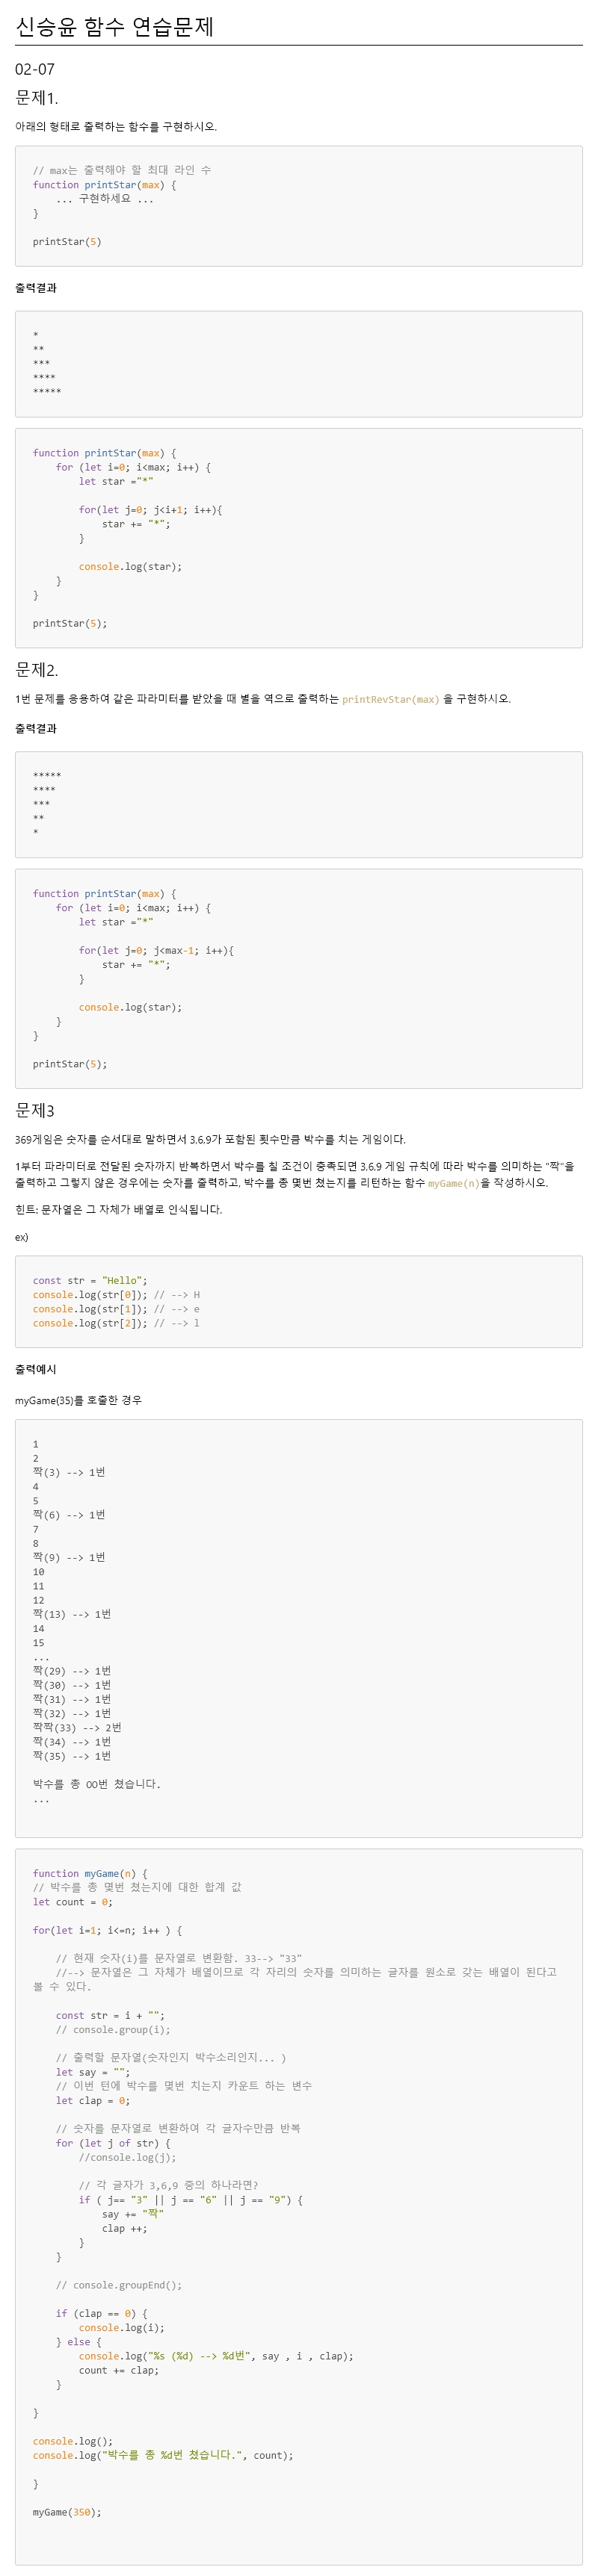 신승윤 함수 연습문제
02-07
문제1.
아래의 형태로 출력하는 함수를 구현하시오.
// max는 출력해야 할 최대 라인 수
function printStar(max) {
    ... 구현하세요 ...
}
printStar(5)
출력결과
*
**
***
****
*****
function printStar(max) {
    for (let i=0; i<max; i++) {
        let star ="*"
        for(let j=0; j<i+1; i++){
            star += "*";
        }
        console.log(star);
    }
}
printStar(5);
문제2.
1번 문제를 응용하여 같은 파라미터를 받았을 때 별을 역으로 출력하는 printRevStar(max) 을 구현하시오.
출력결과
*****
****
***
**
*
function printStar(max) {
    for (let i=0; i<max; i++) {
        let star ="*"
        for(let j=0; j<max-1; i++){
            star += "*";
        }
        console.log(star);
    }
}
printStar(5);
문제3
369게임은 숫자를 순서대로 말하면서 3,6,9가 포함된 횟수만큼 박수를 치는 게임이다.
1부터 파라미터로 전달된 숫자까지 반복하면서 박수를 칠 조건이 충족되면 3,6,9 게임 규칙에 따라 박수를 의미하는 "짝"을
출력하고 그렇지 않은 경우에는 숫자를 출력하고, 박수를 총 몇번 쳤는지를 리턴하는 함수 myGame(n)을 작성하시오.
힌트: 문자열은 그 자체가 배열로 인식됩니다.
ex)
const str = "Hello";
console.log(str[0]); // --> H
console.log(str[1]); // --> e
console.log(str[2]); // --> l
출력예시
myGame(35)를 호출한 경우
1
2
짝(3) --> 1번
4
5
짝(6) --> 1번
7
8
짝(9) --> 1번
10
11
12
짝(13) --> 1번
14
15
...
짝(29) --> 1번
짝(30) --> 1번
짝(31) --> 1번
짝(32) --> 1번
짝짝(33) --> 2번
짝(34) --> 1번
짝(35) --> 1번
박수를 총 OO번 쳤습니다.
...
function myGame(n) {
// 박수를 총 몇번 쳤는지에 대한 합계 값
let count = 0;
for(let i=1; i<=n; i++ ) {
    // 현재 숫자(i)를 문자열로 변환함. 33--> "33"
    //--> 문자열은 그 자체가 배열이므로 각 자리의 숫자를 의미하는 글자를 원소로 갖는 배열이 된다고
볼 수 있다.
    const str = i + "";
    // console.group(i);
    // 출력할 문자열(숫자인지 박수소리인지... )
    let say = "";
    // 이번 턴에 박수를 몇번 치는지 카운트 하는 변수
    let clap = 0;
    // 숫자를 문자열로 변환하여 각 글자수만큼 반복
    for (let j of str) {
        //console.log(j);
        // 각 글자가 3,6,9 중의 하나라면?
        if ( j== "3" || j == "6" || j == "9") {
            say += "짝"
            clap ++;
        }
    }
    // console.groupEnd();
    if (clap == 0) {
        console.log(i);
    } else {
        console.log("%s (%d) --> %d번", say , i , clap);
        count += clap;
    }
}
console.log();
console.log("박수를 총 %d번 쳤습니다.", count);
}
myGame(350);